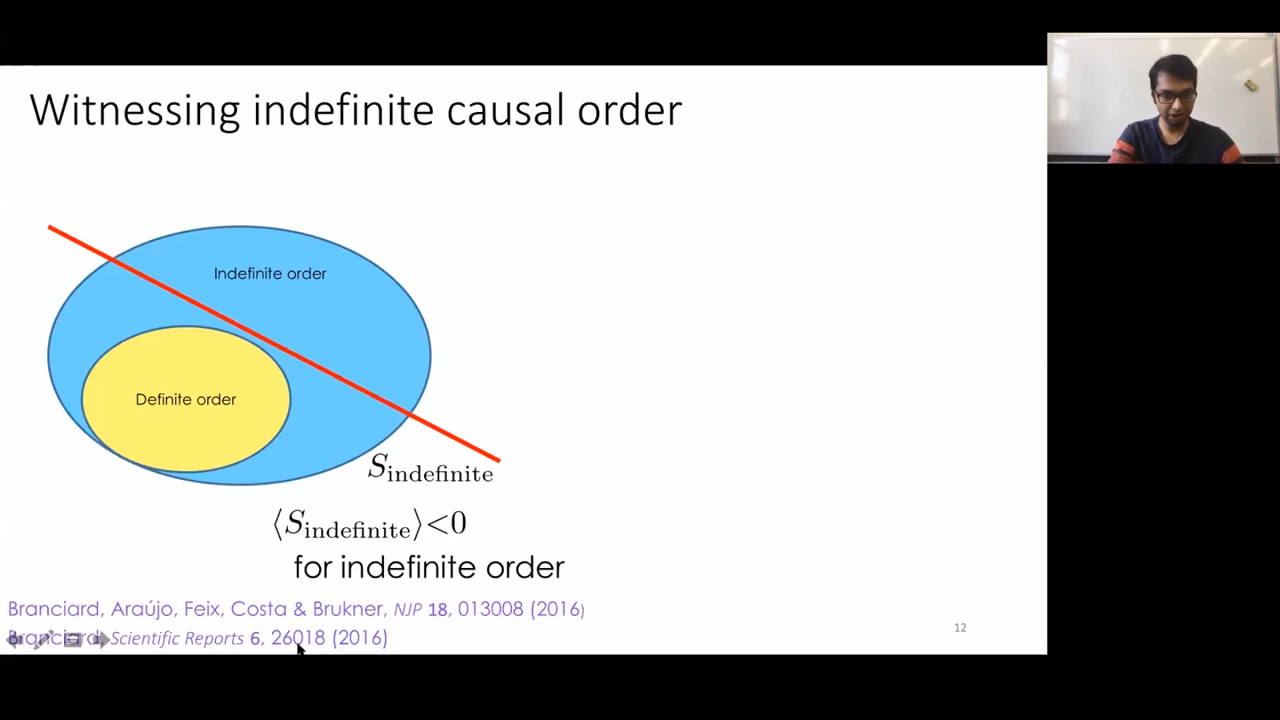 Witnessing indefinite causal order
Indefinite order
Definite order
S_indefinite
⟨S_indefinite⟩<0
for indefinite order
Branciard, Araújo, Feix, Costa & Brukner, NJP 18, 013008 (2016)
Branciard, Scientific Reports 6, 26018 (2016)
12